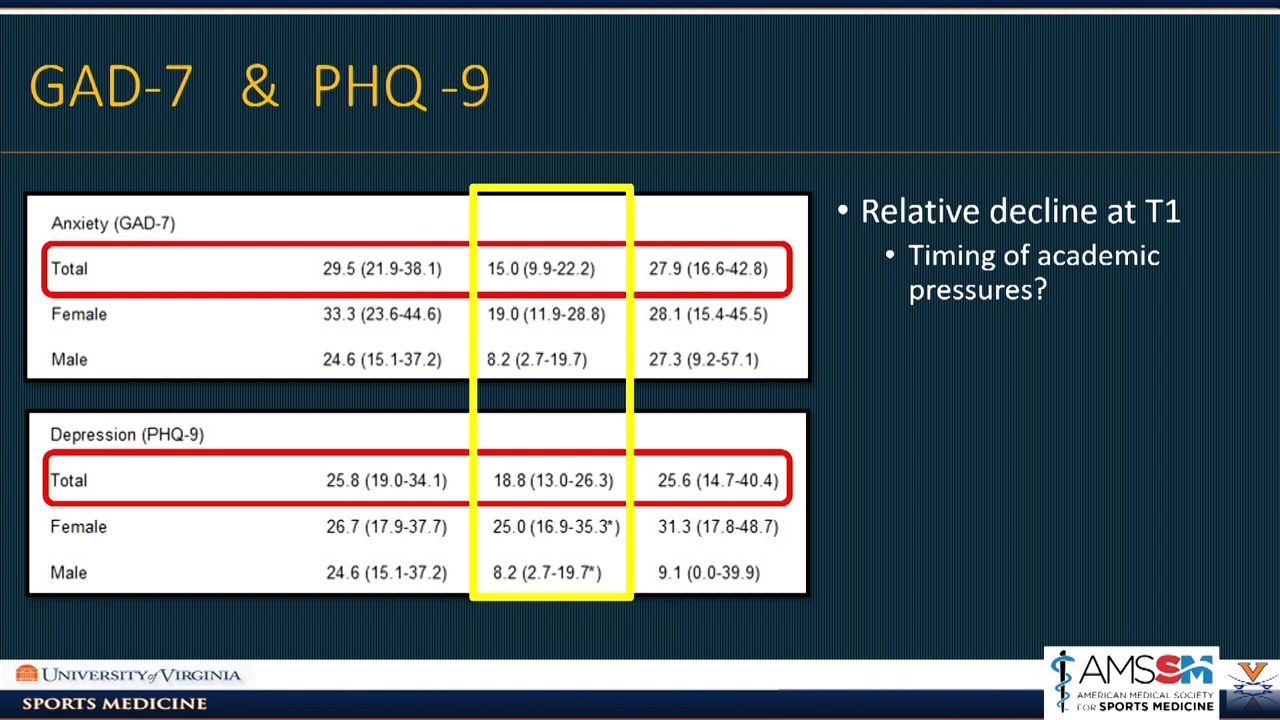 GAD-7 & PHQ -9
Anxiety (GAD-7)
Total 29.5 (21.9-38.1) 15.0 (9.9-22.2) 27.9 (16.6-42.8)
Female 33.3 (23.6-44.6) 19.0 (11.9-28.8) 28.1 (15.4-45.5)
Male 24.6 (15.1-37.2) 8.2 (2.7-19.7) 27.3 (9.2-57.1)
Depression (PHQ-9)
Total 25.8 (19.0-34.1) 18.8 (13.0-26.3) 25.6 (14.7-40.4)
Female 26.7 (17.9-37.7) 25.0 (16.9-35.3*) 31.3 (17.8-48.7)
Male 24.6 (15.1-37.2) 8.2 (2.7-19.7*) 9.1 (0.0-39.9)
• Relative decline at T1
• Timing of academic
pressures?
UNIVERSITY of VIRGINIA
SPORTS MEDICINE
AMSSM
AMERICAN MEDICAL SOCIETY
FOR SPORTS MEDICINE
V